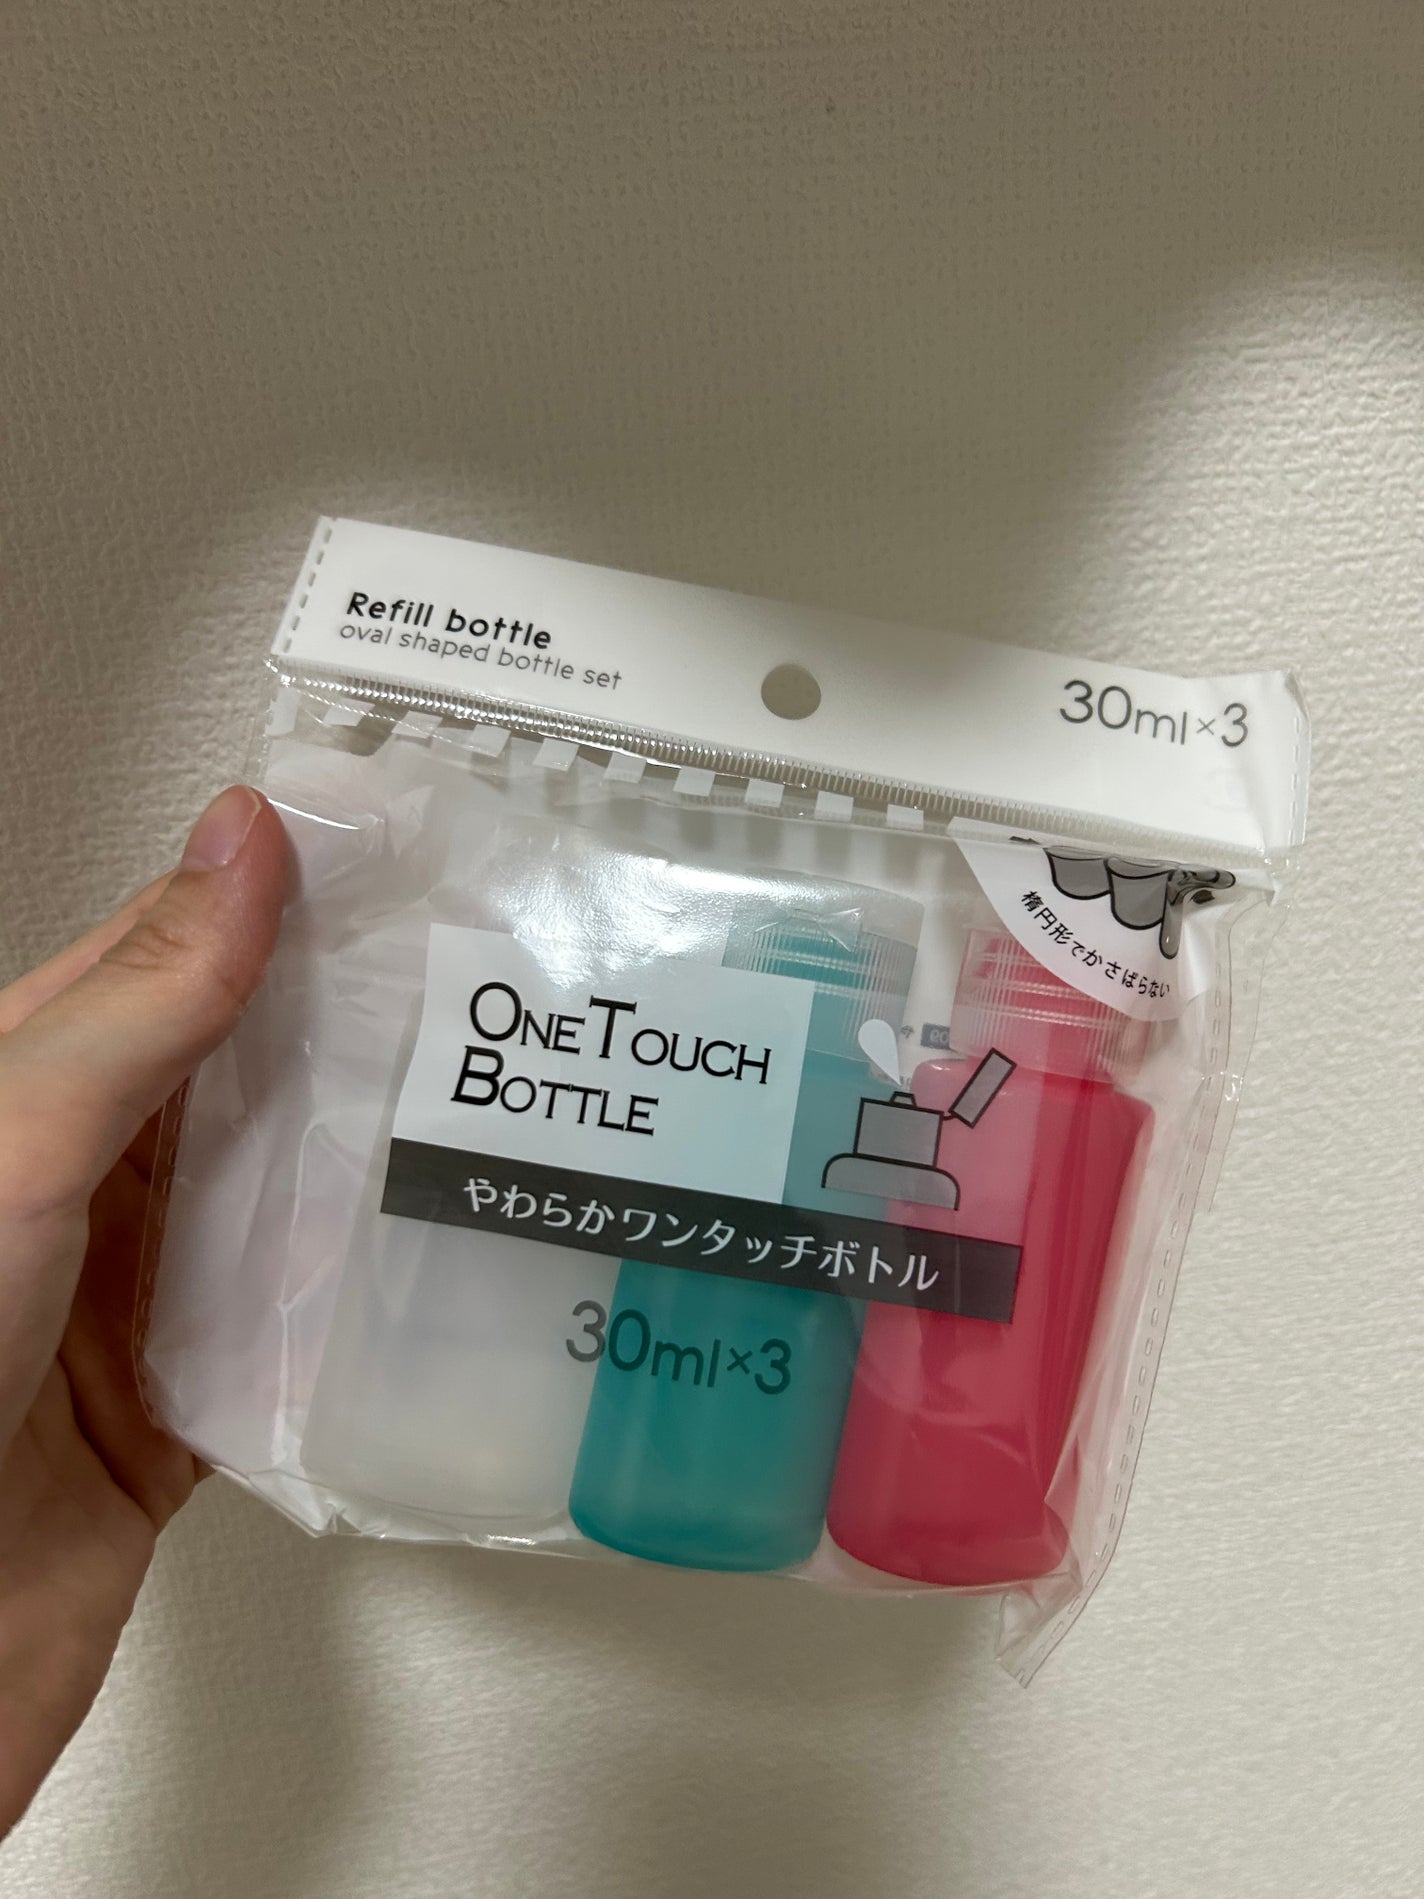 Refill bottle
oval shaped bottle set
30ml×3
楕円形でかさばらない
ONE TOUCH
BOTTLE
やわらかワンタッチボトル
30ml×3